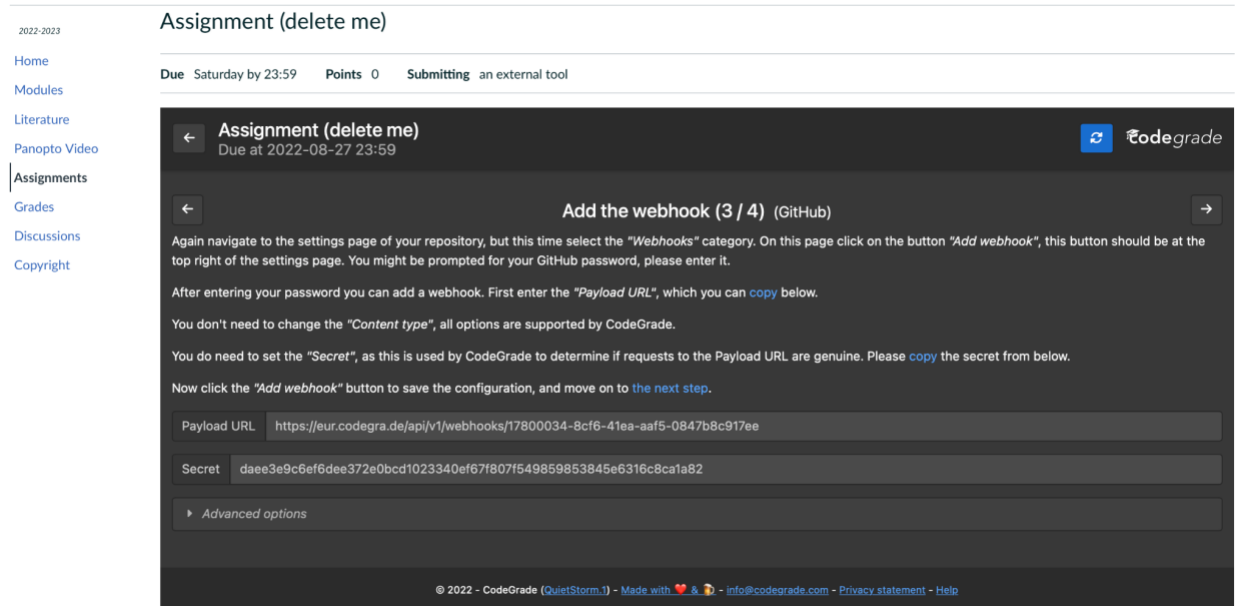 2022-2023
Home
Modules
Literature
Panopto Video
Assignments
Grades
Discussions
Copyright
Assignment (delete me)
Due Saturday by 23:59 Points 0 Submitting an external tool
Assignment (delete me)
Due at 2022-08-27 23:59
codegrade
Add the webhook (3 / 4) (GitHub)
Again navigate to the settings page of your repository, but this time select the "Webhooks" category. On this page click on the button "Add webhook", this button should be at the
top right of the settings page. You might be prompted for your GitHub password, please enter it.
After entering your password you can add a webhook. First enter the "Payload URL", which you can copy below.
You don't need to change the "Content type", all options are supported by CodeGrade.
You do need to set the "Secret", as this is used by CodeGrade to determine if requests to the Payload URL are genuine. Please copy the secret from below.
Now click the "Add webhook" button to save the configuration, and move on to the next step.
Payload URL https://eur.codegra.de/api/v1/webhooks/17800034-8cf6-41ea-aaf5-0847b8c917ee
Secret daee3e9c6ef6dee372e0bcd1023340ef67f807f549859853845e6316c8ca1a82
Advanced options
© 2022 - CodeGrade (QuietStorm.1) - Made with ❤️ & 🍺 - info@codegrade.com - Privacy statement - Help